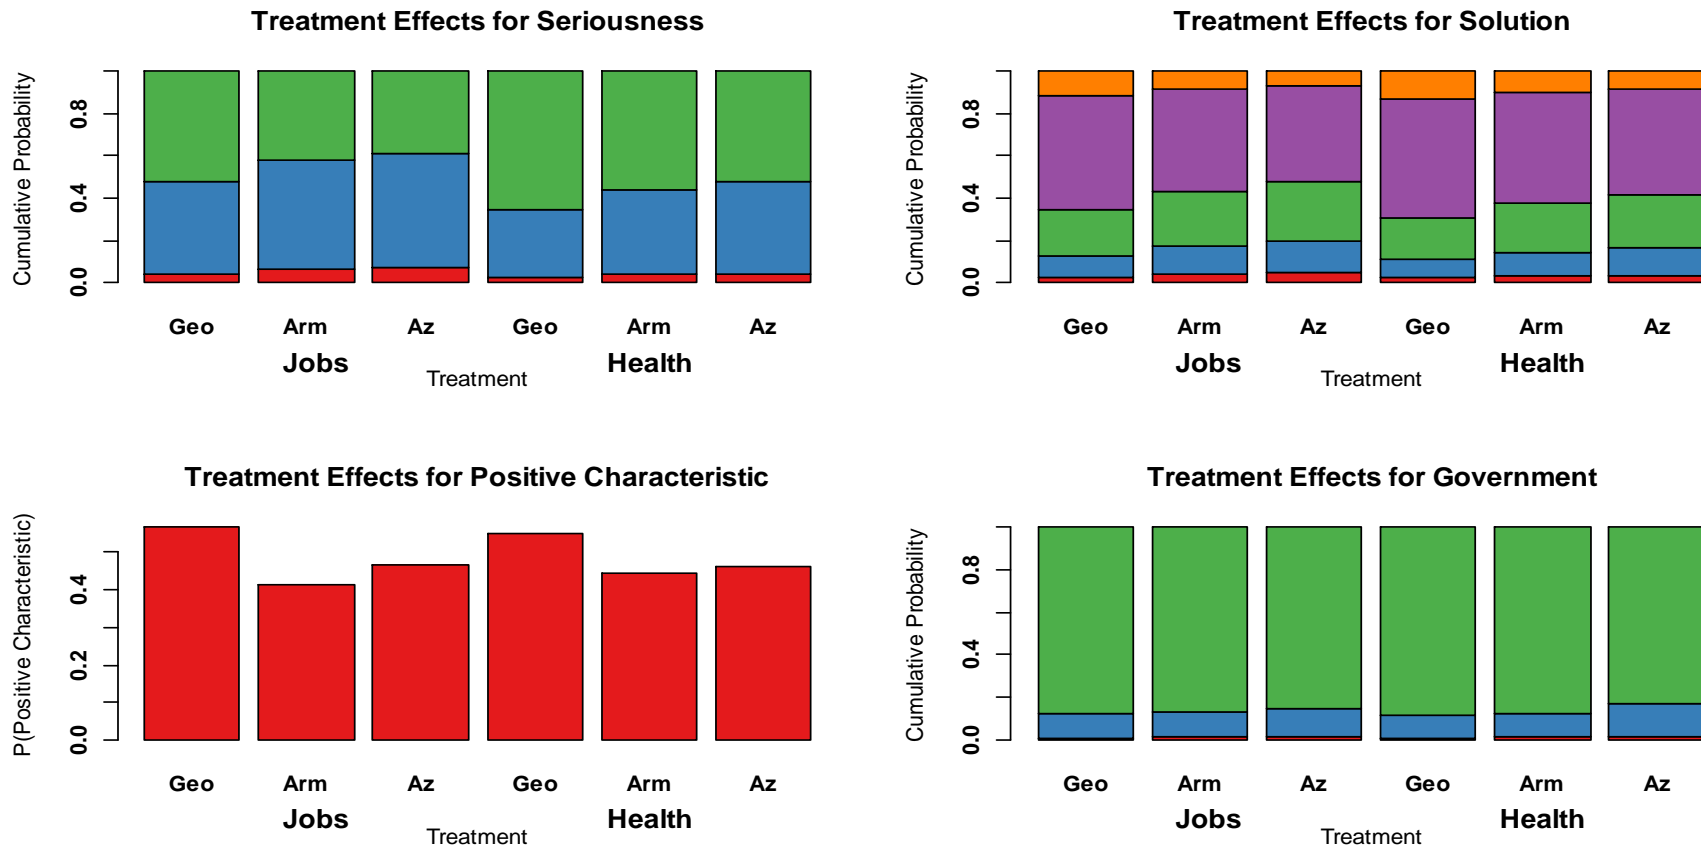 Treatment Effects for Seriousness
Cumulative Probability
0.8
0.4
0.0
Geo Arm Az Geo Arm Az
Jobs Health
Treatment
Treatment Effects for Solution
Cumulative Probability
0.8
0.4
0.0
Geo Arm Az Geo Arm Az
Jobs Health
Treatment
Treatment Effects for Positive Characteristic
P(Positive Characteristic)
0.4
0.2
0.0
Geo Arm Az Geo Arm Az
Jobs Health
Treatment
Treatment Effects for Government
Cumulative Probability
0.8
0.4
0.0
Geo Arm Az Geo Arm Az
Jobs Health
Treatment